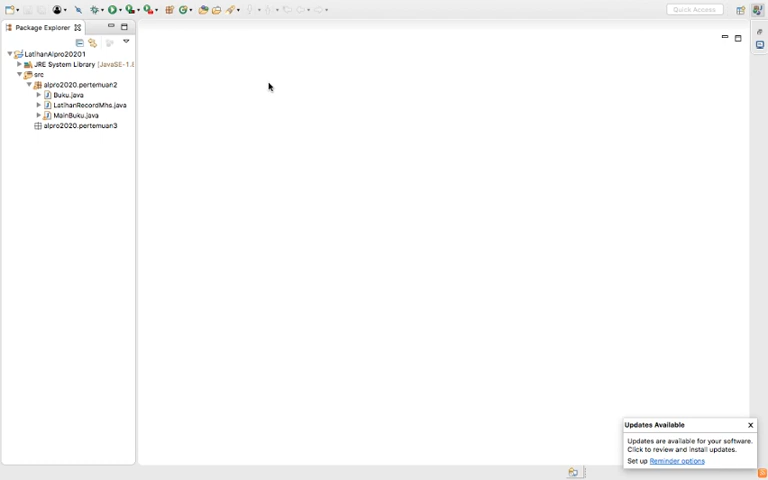 Quick Access
Package Explorer
LatihanAlpro20201
JRE System Library [JavaSE-1.8
src
alpro2020.pertemuan2
Buku.java
LatihanRecordMhs.java
MainBuku.java
alpro2020.pertemuan3
Updates Available X
Updates are available for your software.
Click to review and install updates.
Set up Reminder options